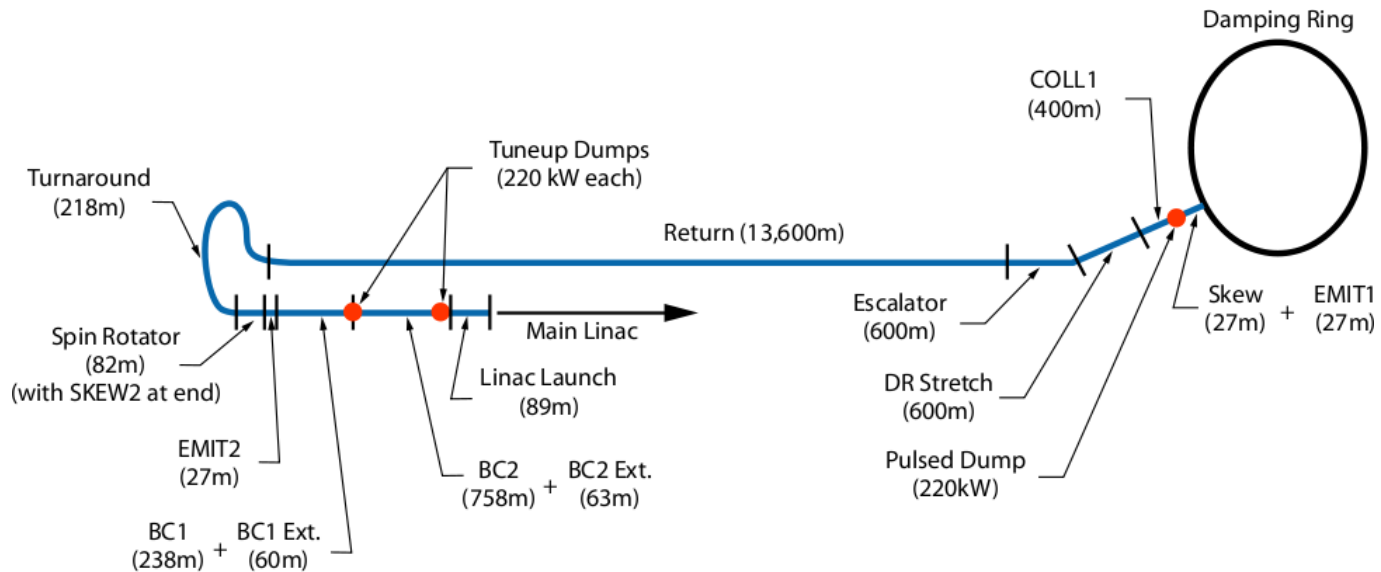 Damping Ring
COLL1
(400m)
Tuneup Dumps
(220 kW each)
Turnaround
(218m)
Return (13,600m)
Escalator
(600m)
Skew + EMIT1
(27m) (27m)
Main Linac
Spin Rotator
(82m)
(with SKEW2 at end)
Linac Launch
(89m)
DR Stretch
(600m)
EMIT2
(27m)
BC2 + BC2 Ext.
(758m) (63m)
Pulsed Dump
(220kW)
BC1 + BC1 Ext.
(238m) (60m)